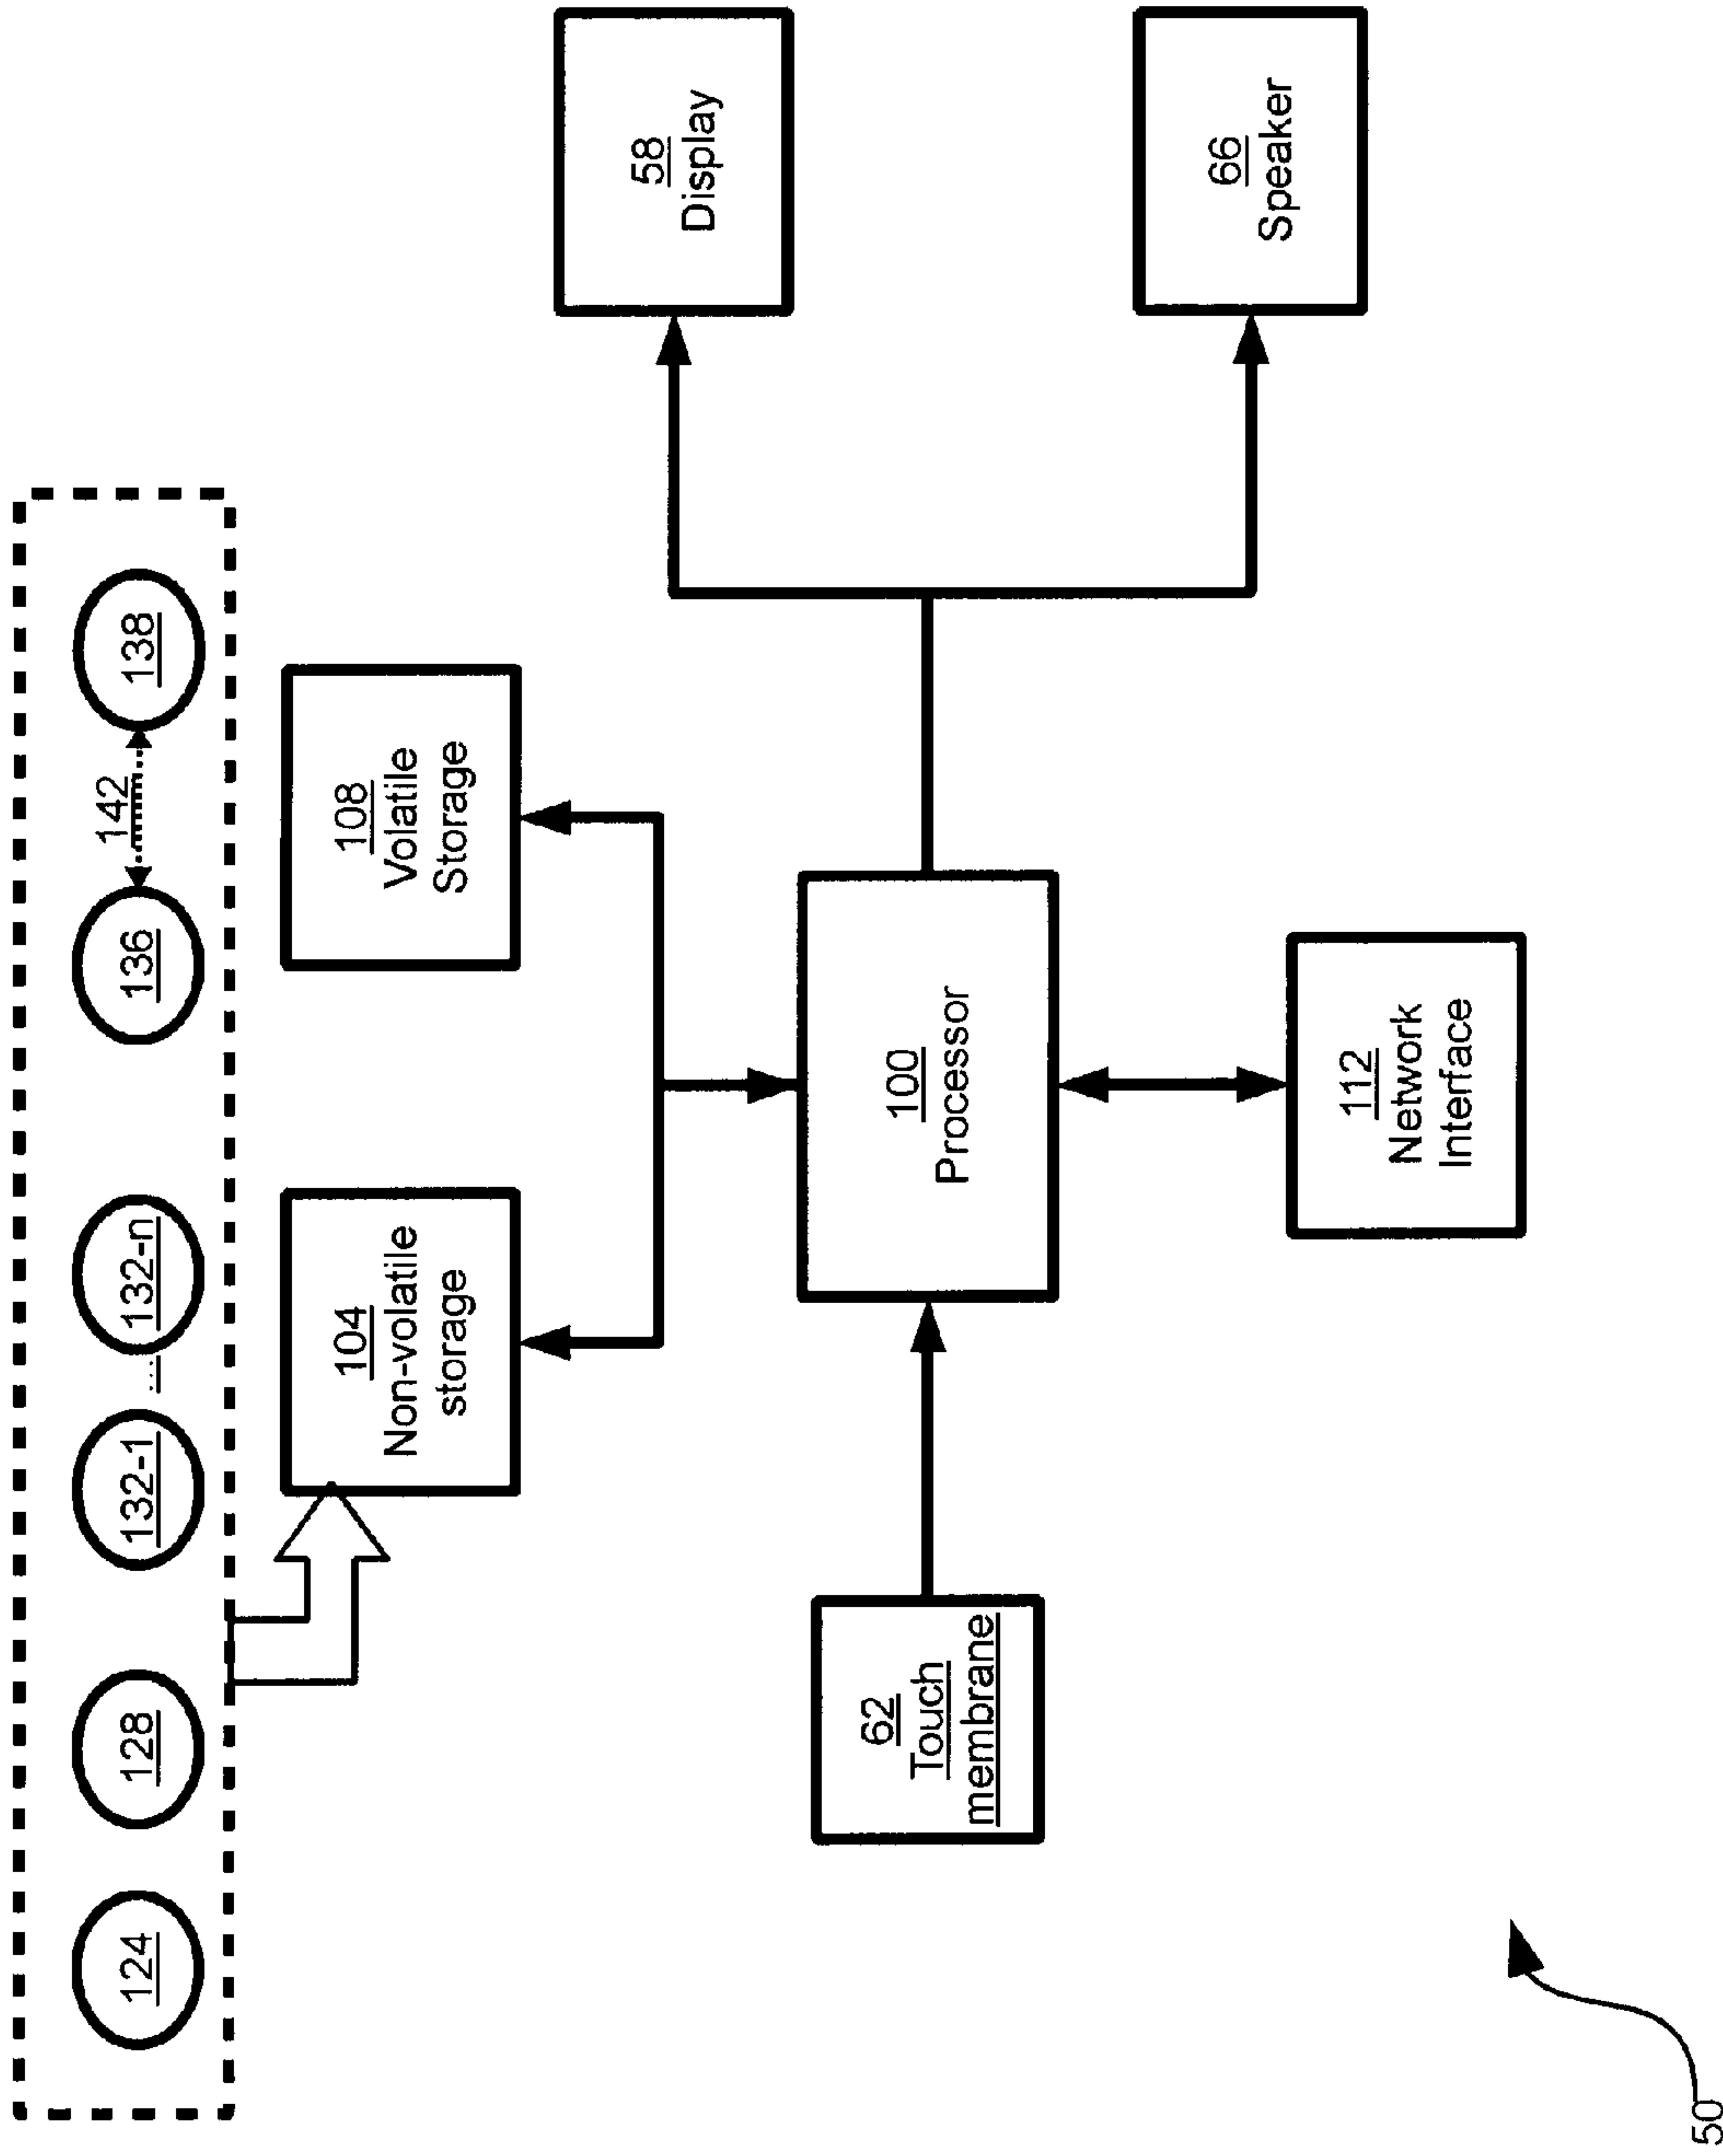 124
128
132-1
...
132-n
136
142
138
104
Non-volatile
storage
108
Volatile
Storage
62
Touch
membrane
100
Processor
58
Display
112
Network
Interface
66
Speaker
50